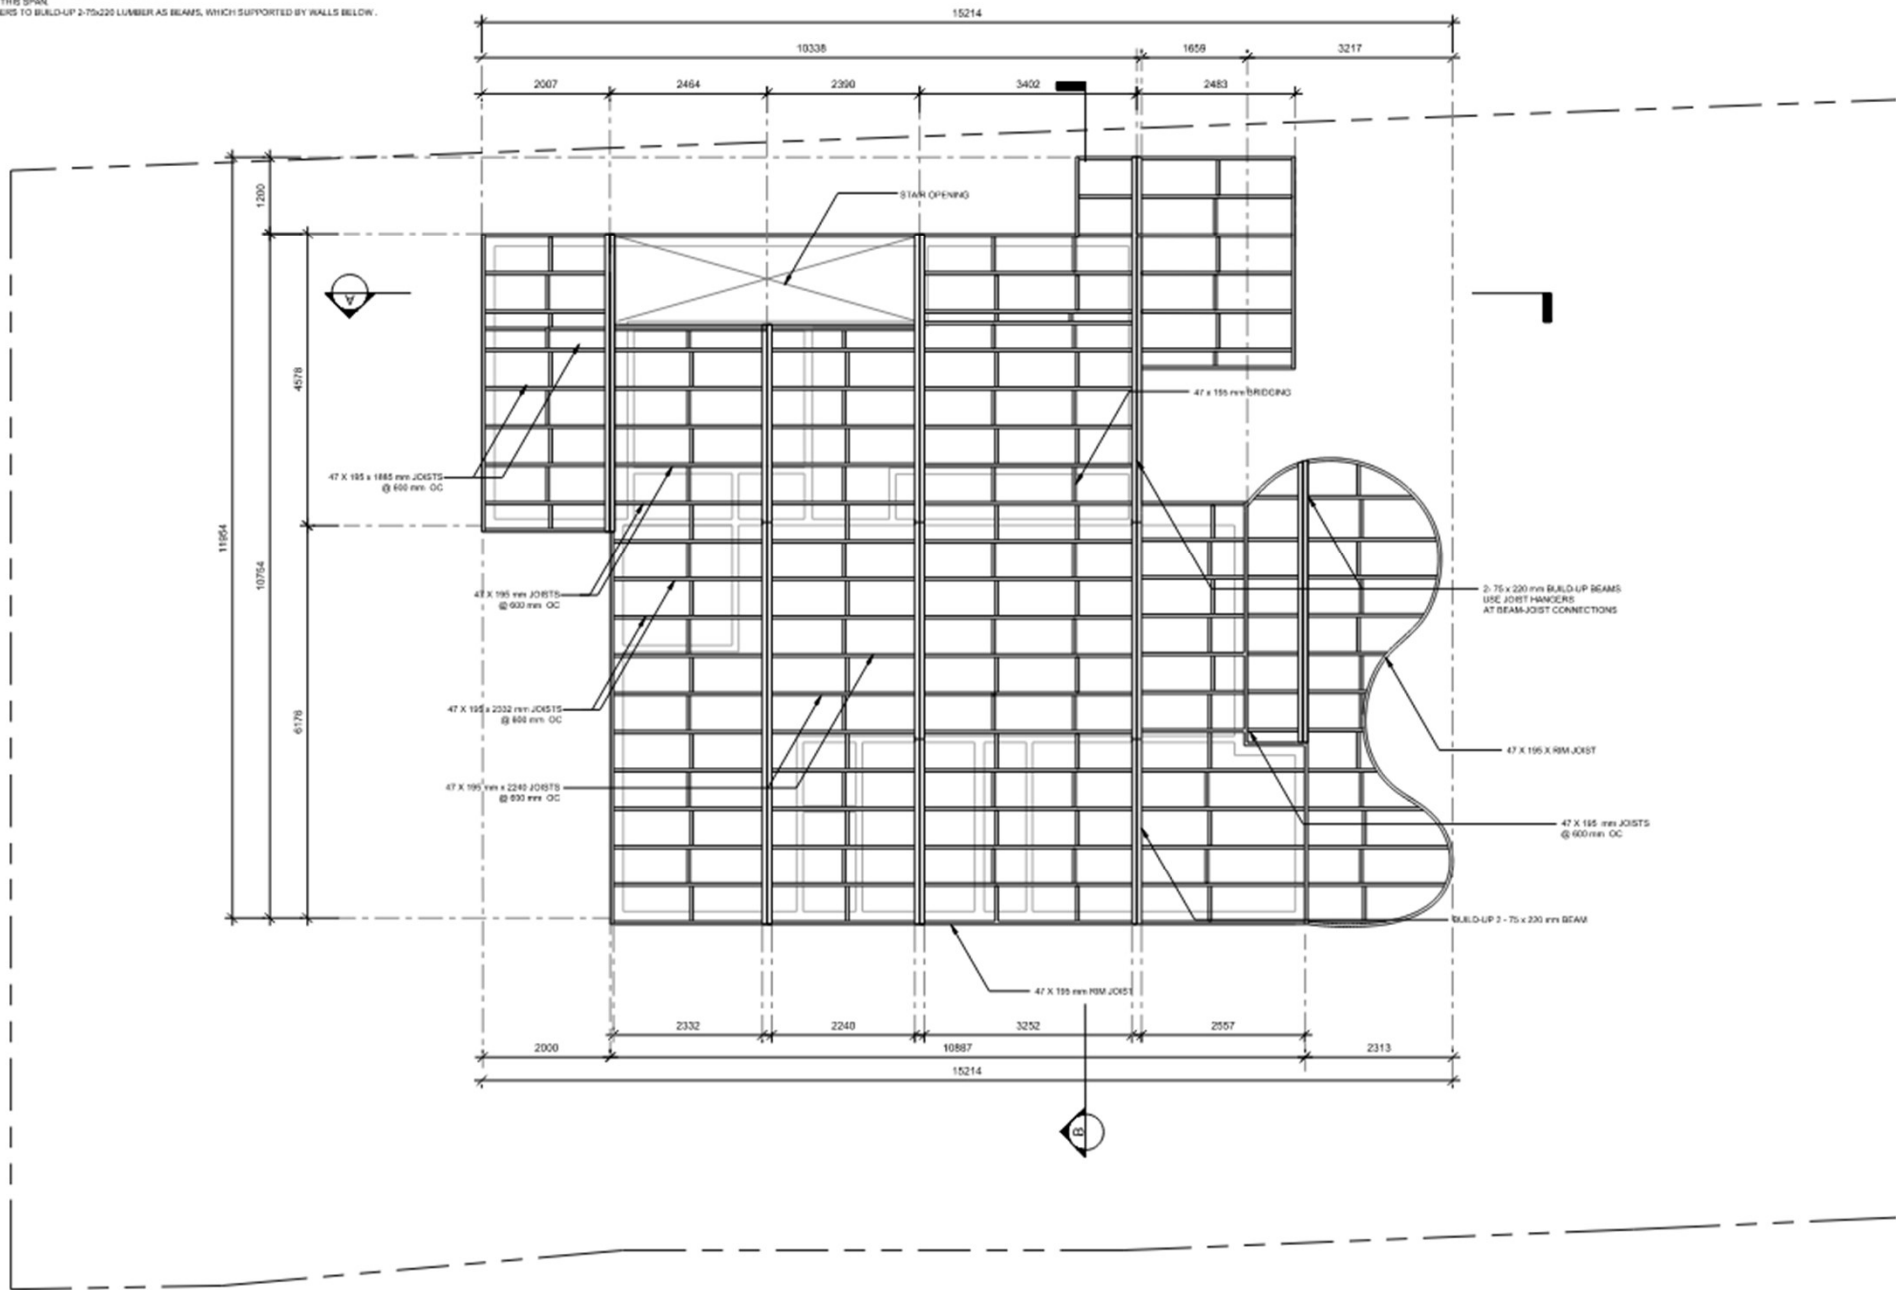 THIS SPAN.
ERS TO BUILD-UP 2-75x220 LUMBER AS BEAMS, WHICH SUPPORTED BY WALLS BELOW.
15214
10338
1659
3217
2007
2464
2390
3402
2483
1200
STAIR OPENING
A
4578
47 x 195 mm BRIDGING
47 X 195 x 1885 mm JOISTS
@ 600 mm OC
11954
10754
47 X 195 mm JOISTS
@ 600 mm OC
2- 75 x 220 mm BUILD-UP BEAMS
USE JOIST HANGERS
AT BEAM-JOIST CONNECTIONS
6176
47 X 195 x 2332 mm JOISTS
@ 600 mm OC
47 X 195 X RIM JOIST
47 X 195 mm x 2240 JOISTS
@ 600 mm OC
47 X 195 mm JOISTS
@ 600 mm OC
BUILD-UP 2 - 75 x 220 mm BEAM
47 X 195 mm RIM JOIST
2332
2240
3252
2557
2000
10887
2313
15214
B